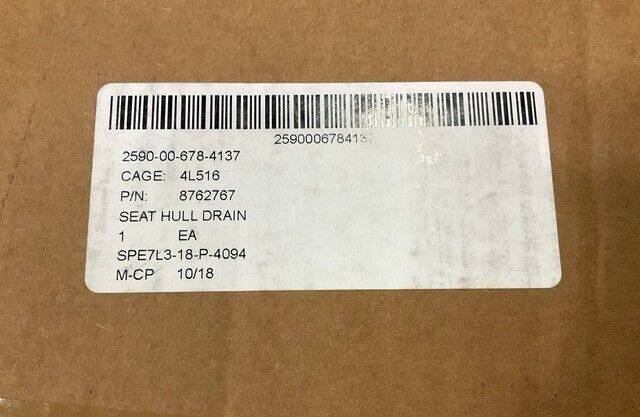 2590006784137
2590-00-678-4137
CAGE: 4L516
P/N: 8762767
SEAT HULL DRAIN
1 EA
SPE7L3-18-P-4094
M-CP 10/18